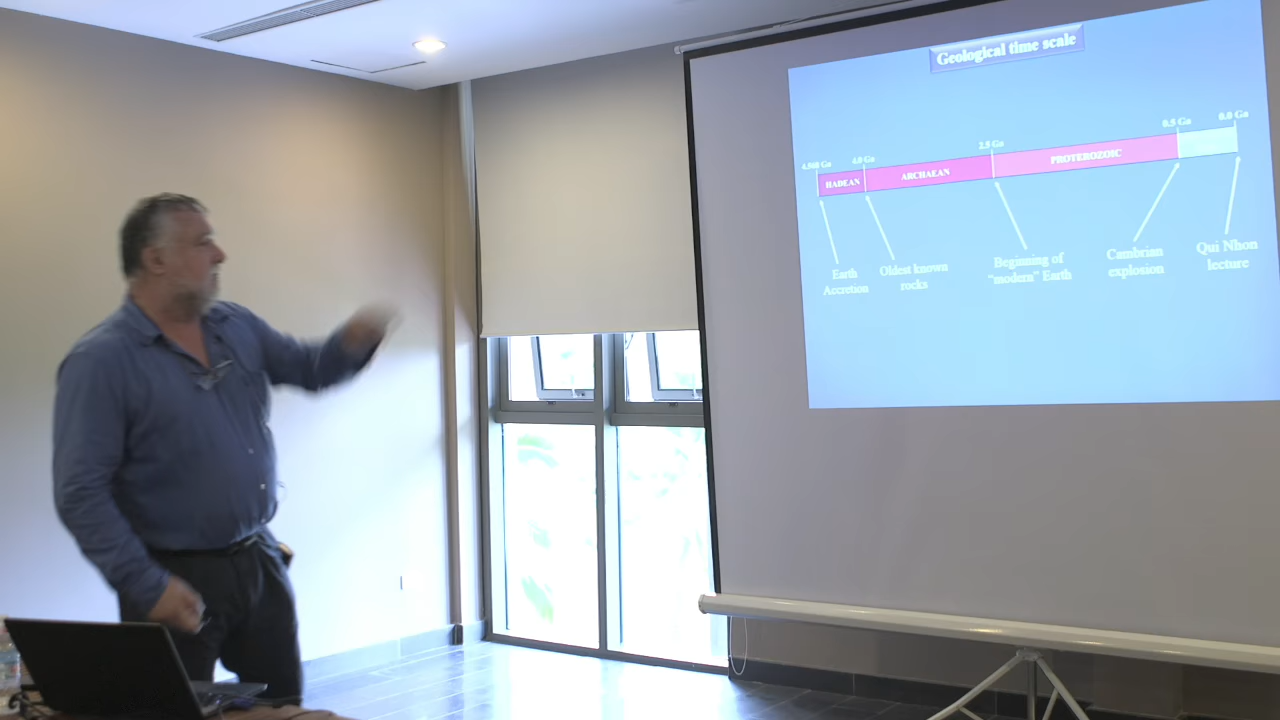 Geological time scale
4.568 Ga
4.0 Ga
2.5 Ga
0.5 Ga
0.0 Ga
HADEAN
ARCHAEAN
PROTEROZOIC
Earth
Accretion
Oldest known
rocks
Beginning of
"modern" Earth
Cambrian
explosion
Qui Nhon
lecture